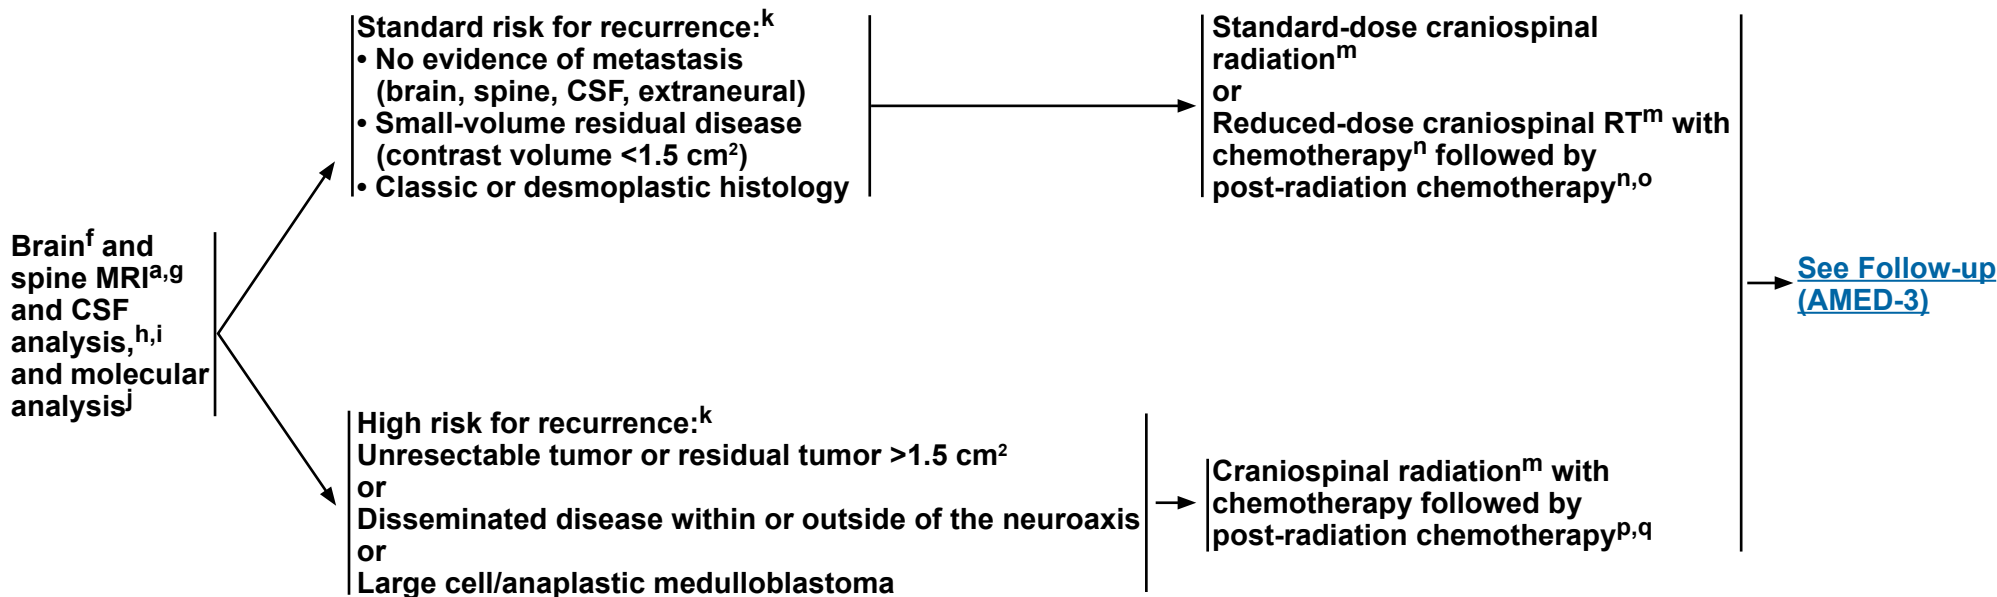 Brainᶠ and
spine MRIᵃ,ᵍ
and CSF
analysis,ʰ,ⁱ
and molecular
analysisʲ
Standard risk for recurrence:ᵏ
• No evidence of metastasis
(brain, spine, CSF, extraneural)
• Small-volume residual disease
(contrast volume <1.5 cm²)
• Classic or desmoplastic histology
Standard-dose craniospinal
radiationᵐ
or
Reduced-dose craniospinal RTᵐ with
chemotherapyⁿ followed by
post-radiation chemotherapyⁿ,ᵒ
High risk for recurrence:ᵏ
Unresectable tumor or residual tumor >1.5 cm²
or
Disseminated disease within or outside of the neuroaxis
or
Large cell/anaplastic medulloblastoma
Craniospinal radiationᵐ with
chemotherapy followed by
post-radiation chemotherapyᵖ,q
See Follow-up
(AMED-3)